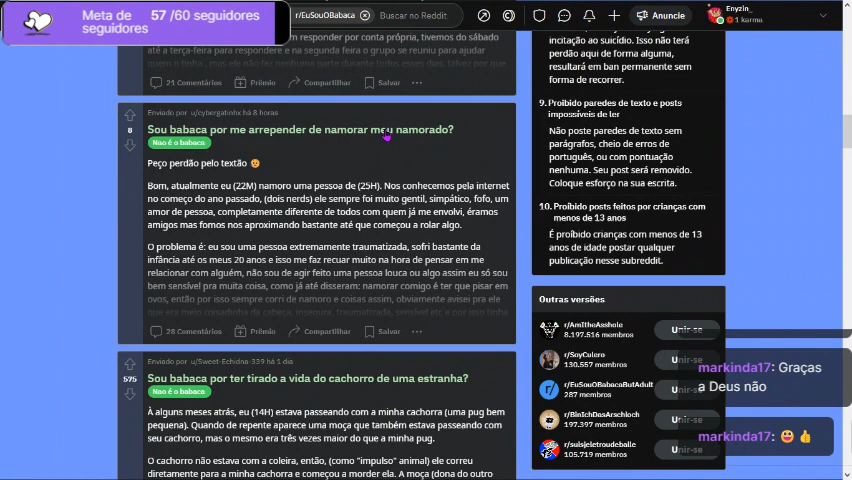 Meta de seguidores
57 /60 seguidores
r/EuSouOBabaca
Buscar no Reddit
Anuncie
Enyzin_
1 karma
em responder por conta própria, tivemos do sábado
até a terça-feira para responder e na segunda feira o grupo se reuniu para ajudar
21 Comentários
Prêmio
Compartilhar
Salvar
Enviado por u/cybergatinhx há 8 horas
8
Sou babaca por me arrepender de namorar meu namorado?
Não é o babaca
Peço perdão pelo textão
Bom, atualmente eu (22M) namoro uma pessoa de (25H). Nos conhecemos pela internet
no começo do ano passado, (dois nerds) ele sempre foi muito gentil, simpático, fofo, um
amor de pessoa, completamente diferente de todos com quem já me envolvi, éramos
amigos mas fomos nos aproximando bastante até que começou a rolar algo.
O problema é: eu sou uma pessoa extremamente traumatizada, sofri bastante da
infância até os meus 20 anos e isso me faz recuar muito na hora de pensar em me
relacionar com alguém, não sou de agir feito uma pessoa louca ou algo assim eu só sou
bem sensível pra muita coisa, como já até disseram: namorar comigo é ter que pisar em
ovos, então por isso sempre corri de namoro e coisas assim, obviamente avisei pra ele
que era meio cosadinha da cabeça, insegura, traumatizada, sensível etc e por isso tinha
28 Comentários
Prêmio
Compartilhar
Salvar
Enviado por u/Sweet-Echidna-339 há 1 dia
575
Sou babaca por ter tirado a vida do cachorro de uma estranha?
Não é o babaca
À alguns meses atrás, eu (14H) estava passeando com a minha cachorra (uma pug bem
pequena). Quando de repente aparece uma moça que também estava passeando com
seu cachorro, mas o mesmo era três vezes maior do que a minha pug.
O cachorro não estava com a coleira, então, (como "impulso" animal) ele correu
diretamente para a minha cachorra e começou a morder ela. A moça (dona do outro
incitação ao suicídio. Isso não terá
perdão aqui de forma alguma,
resultará em ban permanente sem
forma de recorrer.
9. Proibido paredes de texto e posts
impossíveis de ler
Não poste paredes de texto sem
parágrafos, cheio de erros de
português, ou com pontuação
nenhuma. Seu post será removido.
Coloque esforço na sua escrita.
10. Proibido posts feitos por crianças com
menos de 13 anos
É proibido crianças com menos de 13
anos de idade postar qualquer
publicação nesse subreddit.
Outras versões
r/AmItheAsshole
8.197.516 membros
Unir-se
r/SoyCulero
130.557 membros
Unir-se
r/EuSouOBabacaButAdult
287 membros
Unir-se
r/BinIchDasArschloch
197.397 membros
Unir-se
r/suisjeletroudeballe
105.719 membros
Unir-se
markinda17: Graças
a Deus não
markinda17: 😃 👍